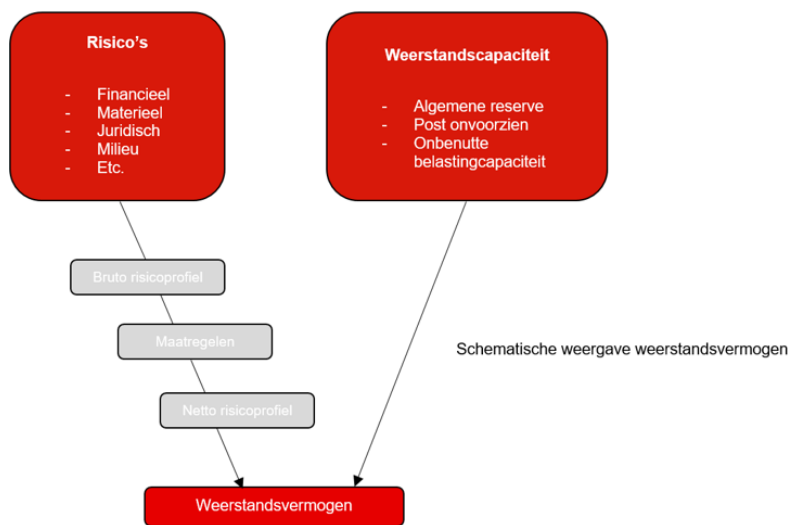 Risico's
- Financieel
- Materieel
- Juridisch
- Milieu
- Etc.
Weerstandscapaciteit
- Algemene reserve
- Post onvoorzien
- Onbenutte
belastingcapaciteit
Bruto risicoprofiel
Maatregelen
Netto risicoprofiel
Schematische weergave weerstandsvermogen
Weerstandsvermogen